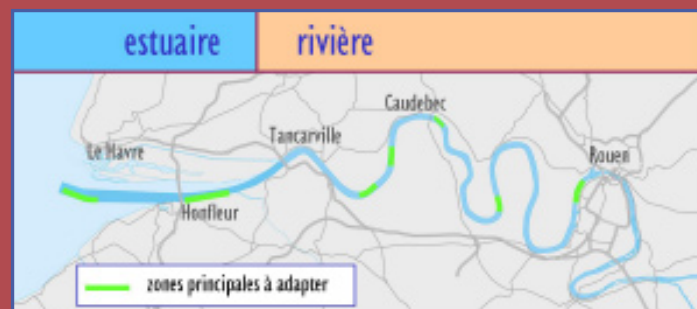 estuaire rivière
Caudebec
Tancarville
Le Havre
Rouen
Honfleur
zones principales à adapter